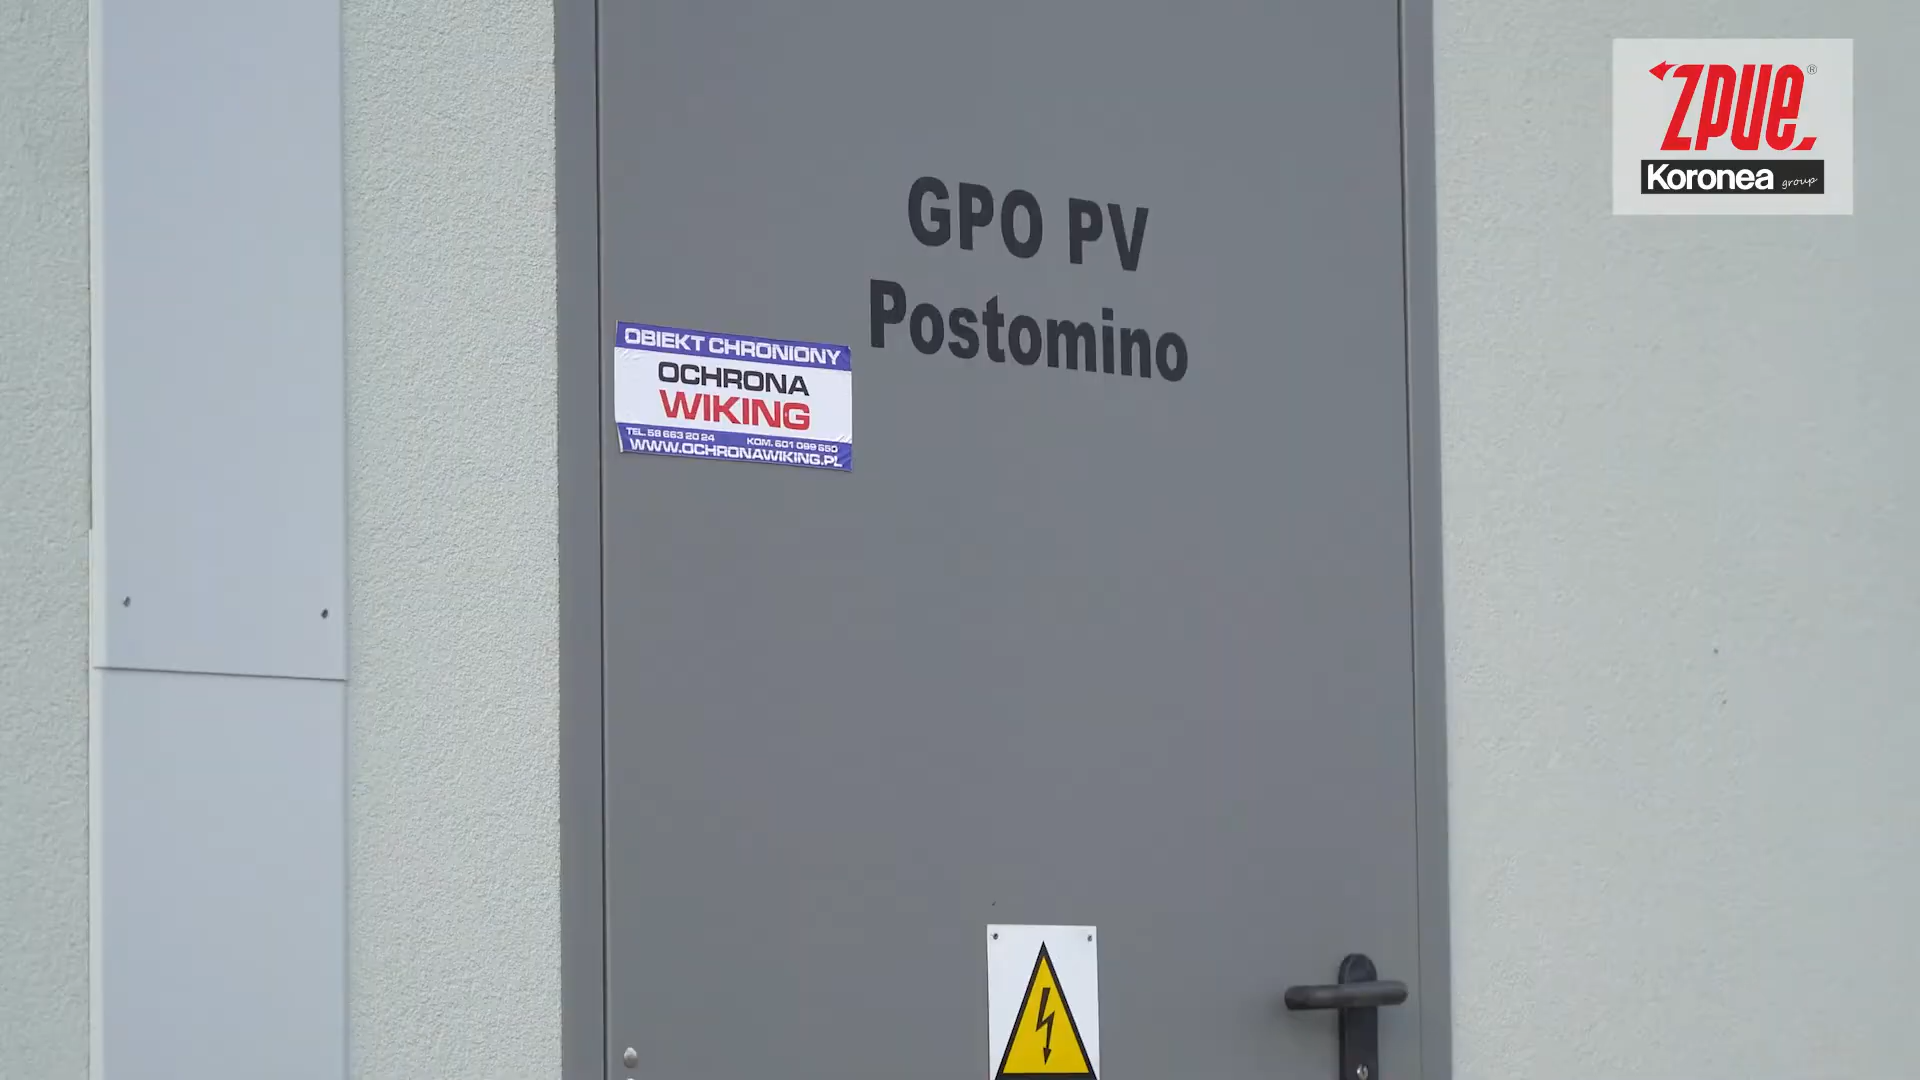 ZPUE®
Koronea group
GPO PV
Postomino
OBIEKT CHRONIONY
OCHRONA
WIKING
TEL. 58 663 20 24 KOM. 601 099 550
WWW.OCHRONAWIKING.PL